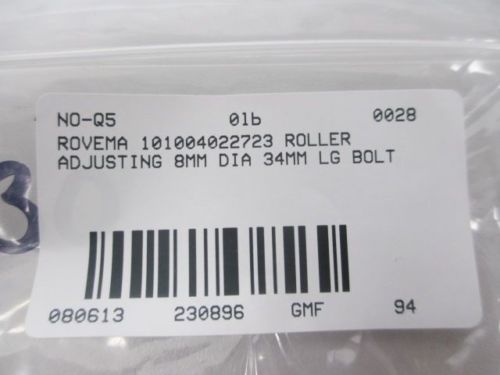 NO-Q5 01b 0028
ROVEMA 101004022723 ROLLER
ADJUSTING 8MM DIA 34MM LG BOLT
080613 230896 GMF 94